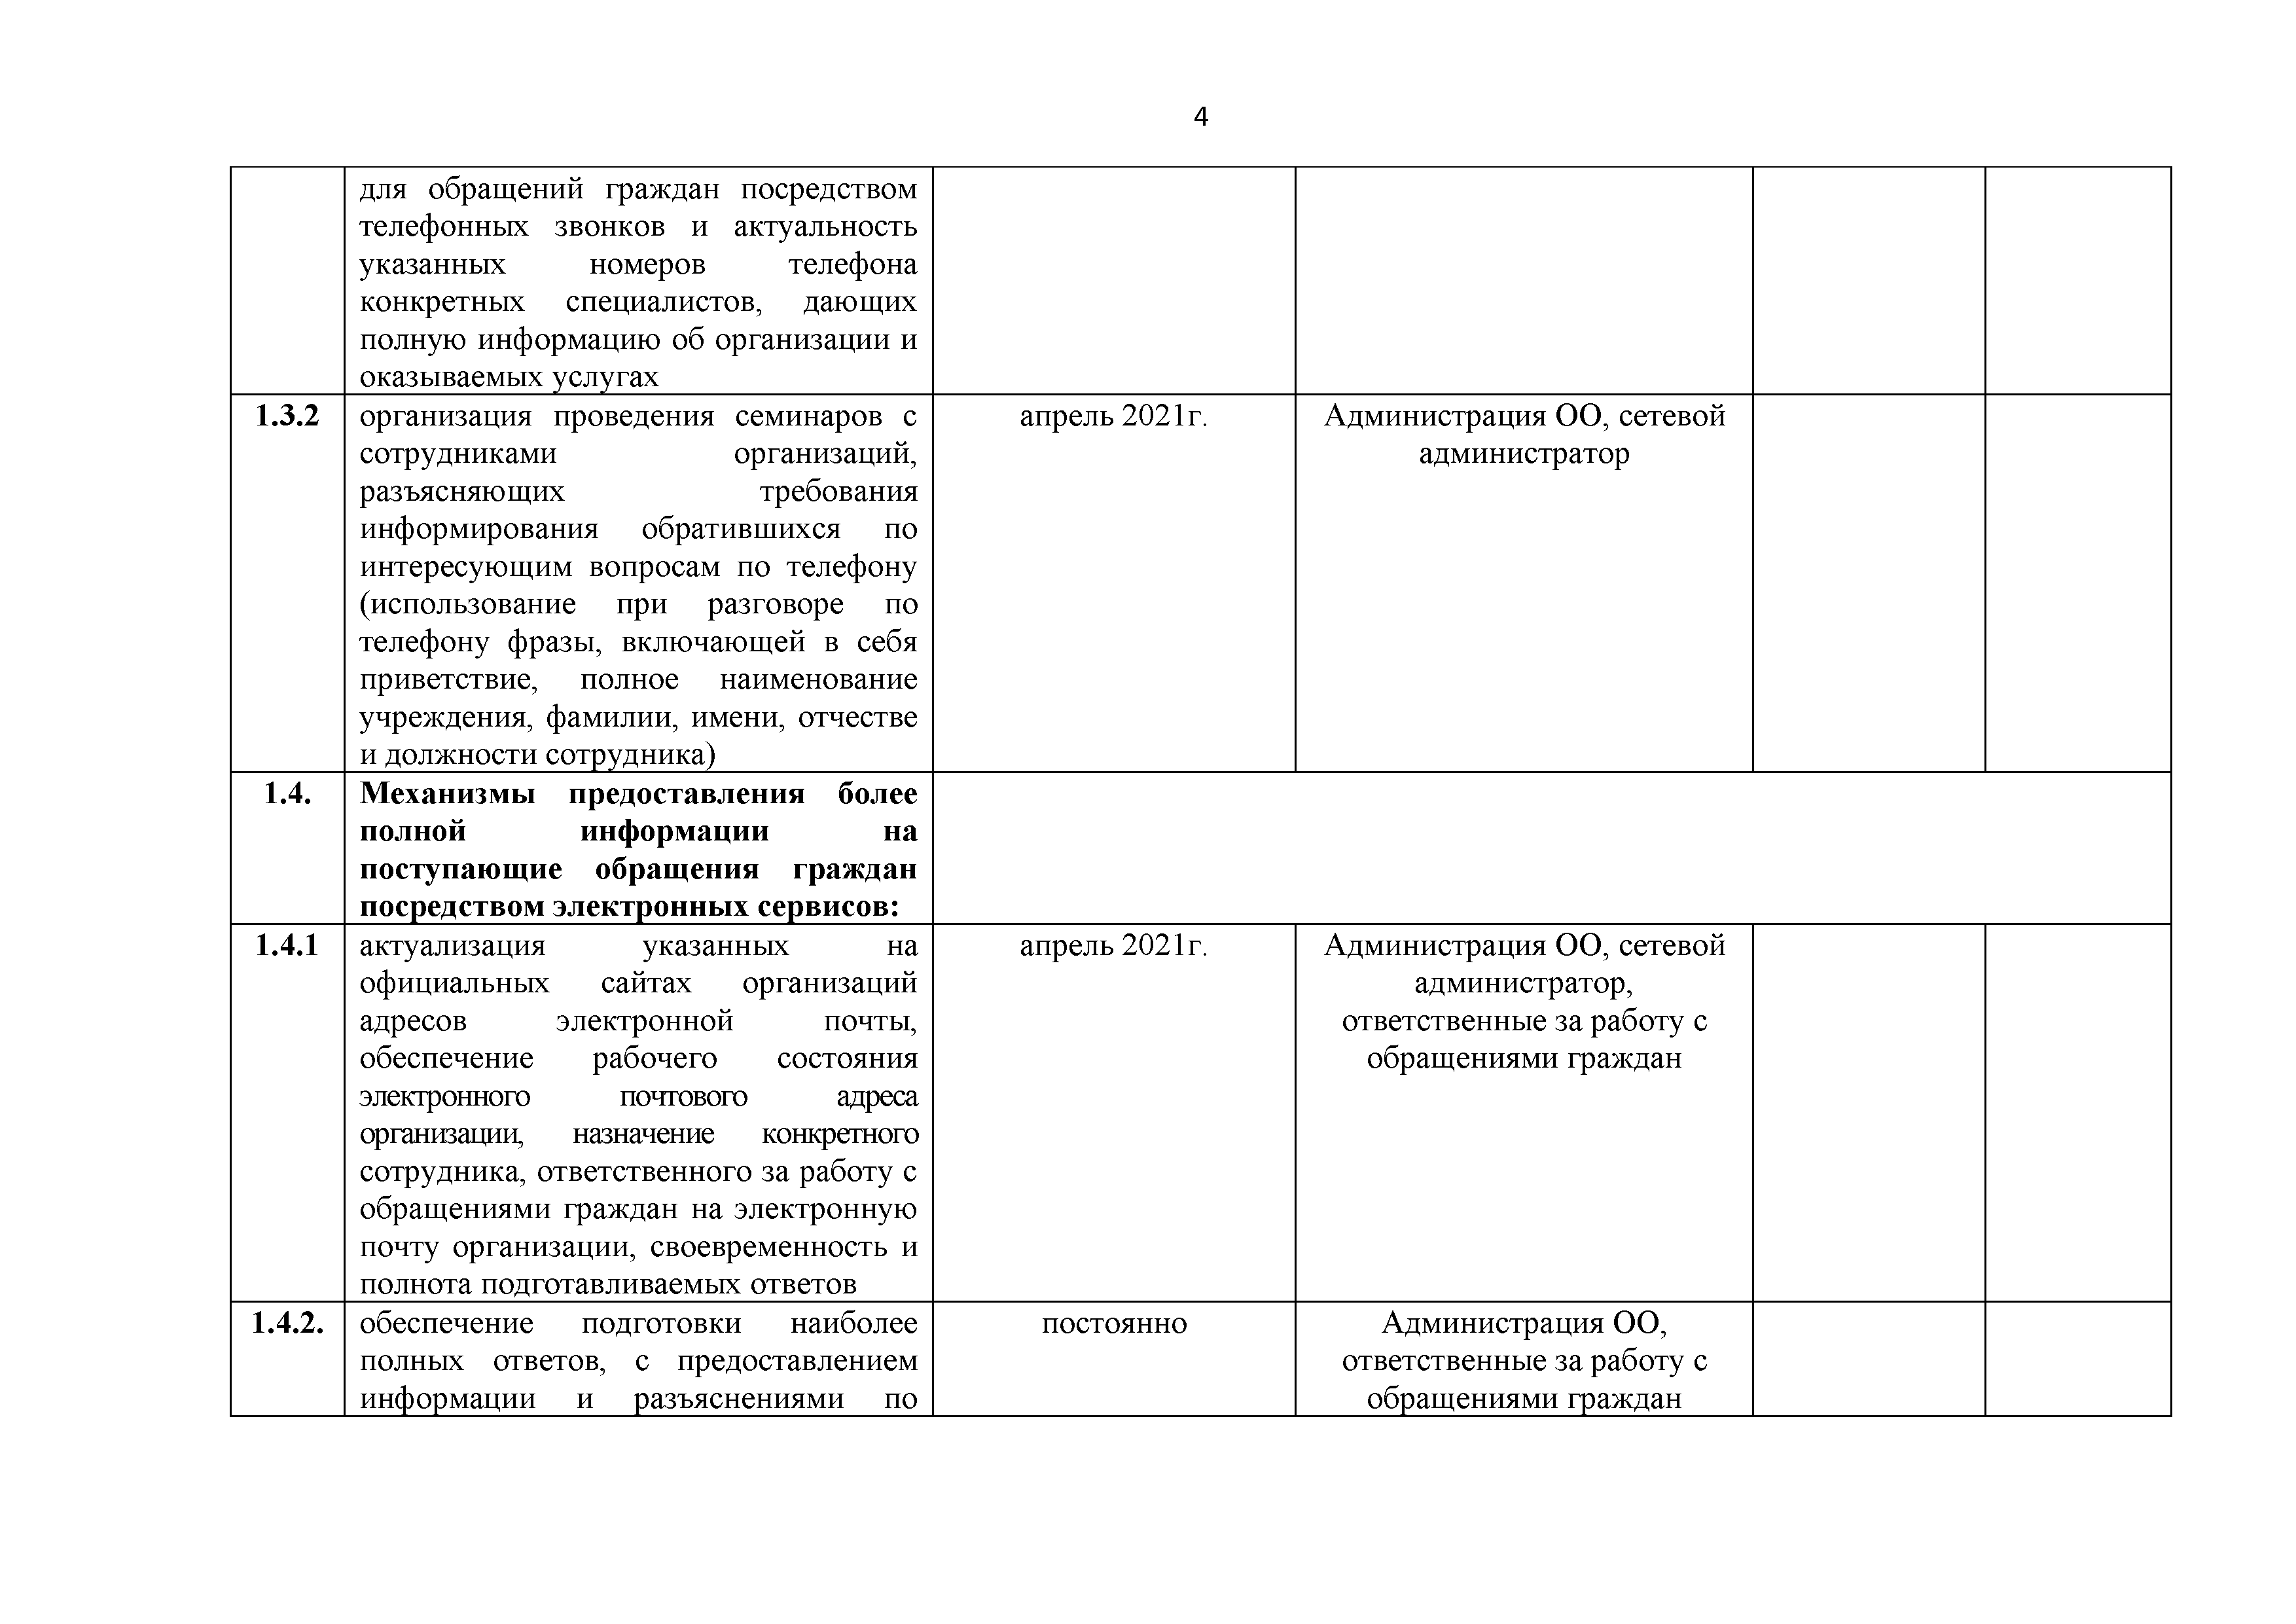 4
для обращений граждан посредством
телефонных звонков и актуальность
указанных номеров телефона
конкретных специалистов, дающих
полную информацию об организации и
оказываемых услугах
1.3.2
организация проведения семинаров с
сотрудниками организаций,
разъясняющих требования
информирования обратившихся по
интересующим вопросам по телефону
(использование при разговоре по
телефону фразы, включающей в себя
приветствие, полное наименование
учреждения, фамилии, имени, отчестве
и должности сотрудника)
апрель 2021г.
Администрация ОО, сетевой
администратор
1.4.
Механизмы предоставления более
полной информации на
поступающие обращения граждан
посредством электронных сервисов:
1.4.1
актуализация указанных на
официальных сайтах организаций
адресов электронной почты,
обеспечение рабочего состояния
электронного почтового адреса
организации, назначение конкретного
сотрудника, ответственного за работу с
обращениями граждан на электронную
почту организации, своевременность и
полнота подготавливаемых ответов
апрель 2021г.
Администрация ОО, сетевой
администратор,
ответственные за работу с
обращениями граждан
1.4.2.
обеспечение подготовки наиболее
полных ответов, с предоставлением
информации и разъяснениями по
постоянно
Администрация ОО,
ответственные за работу с
обращениями граждан